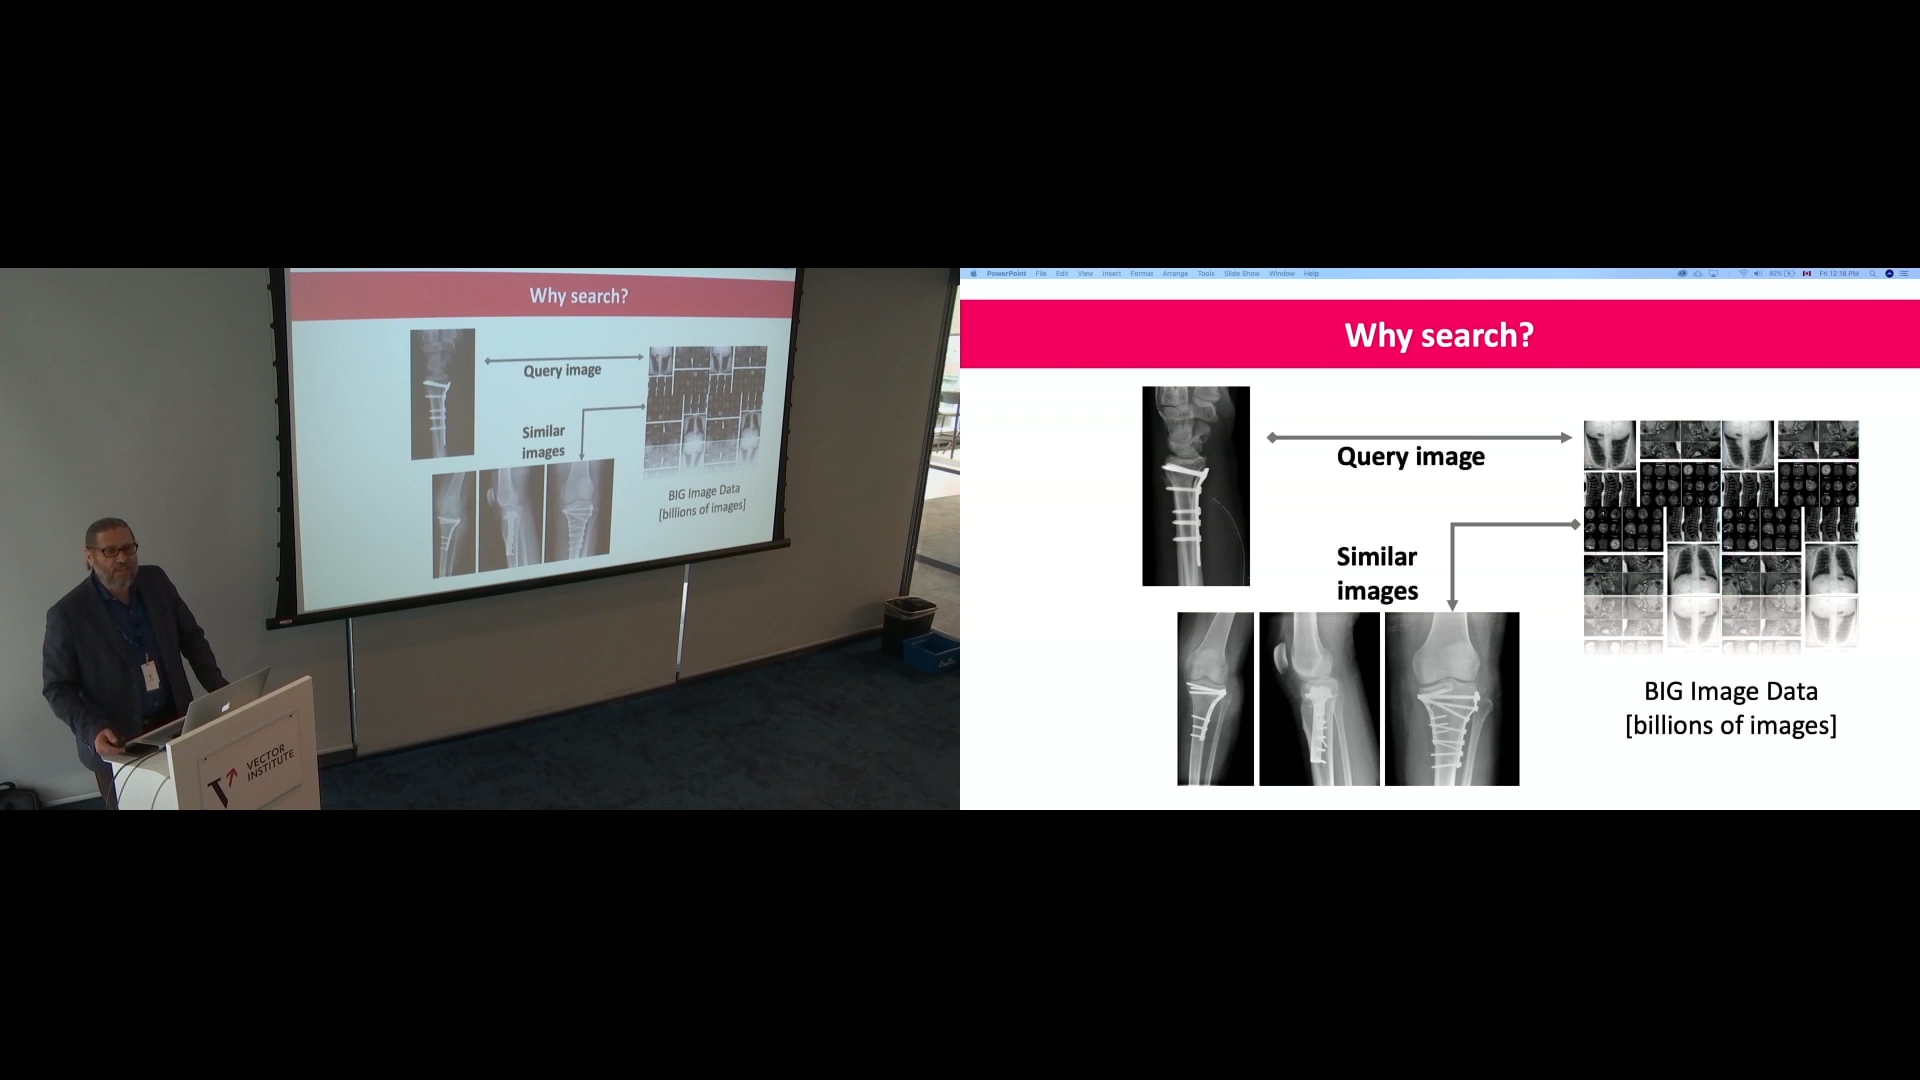 Why search?
Query image
Similar
images
BIG Image Data
[billions of images]
VECTOR
INSTITUTE
PowerPoint File Edit View Insert Format Arrange Tools Slide Show Window Help
82% Fri 12:18 PM
Why search?
Query image
Similar
images
BIG Image Data
[billions of images]